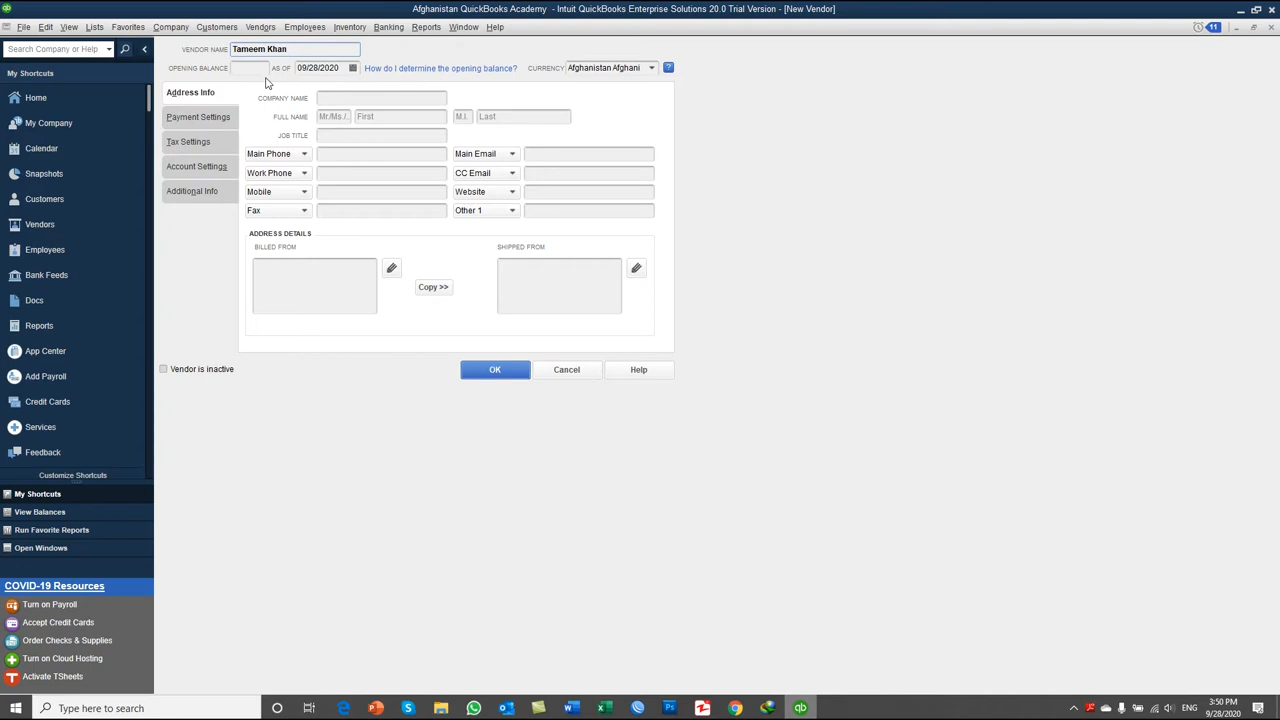 Afghanistan QuickBooks Academy - Intuit QuickBooks Enterprise Solutions 20.0 Trial Version - [New Vendor]
File Edit View Lists Favorites Company Customers Vendors Employees Inventory Banking Reports Window Help
11
Search Company or Help
My Shortcuts
Home
My Company
Calendar
Snapshots
Customers
Vendors
Employees
Bank Feeds
Docs
Reports
App Center
Add Payroll
Credit Cards
Services
Feedback
Customize Shortcuts
My Shortcuts
View Balances
Run Favorite Reports
Open Windows
COVID-19 Resources
Turn on Payroll
Accept Credit Cards
Order Checks & Supplies
Turn on Cloud Hosting
Activate TSheets
VENDOR NAME Tameem Khan
OPENING BALANCE AS OF 09/28/2020 How do I determine the opening balance? CURRENCY Afghanistan Afghani ?
Address Info
Payment Settings
Tax Settings
Account Settings
Additional Info
COMPANY NAME
FULL NAME Mr./Ms./.. First M.I. Last
JOB TITLE
Main Phone Main Email
Work Phone CC Email
Mobile Website
Fax Other 1
ADDRESS DETAILS
BILLED FROM SHIPPED FROM
Copy >>
Vendor is inactive
OK Cancel Help
Type here to search
ENG
3:50 PM
9/28/2020